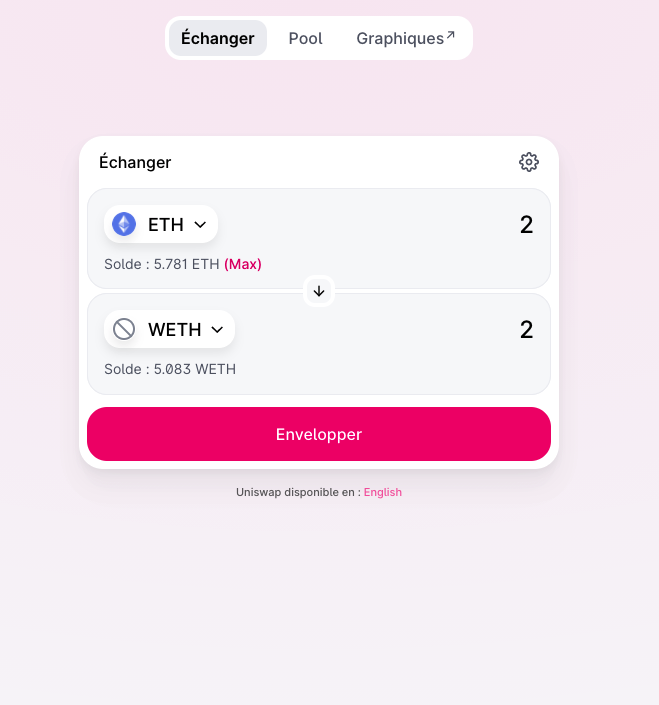 Échanger Pool Graphiques↗
Échanger
ETH 2
Solde : 5.781 ETH (Max)
WETH 2
Solde : 5.083 WETH
Envelopper
Uniswap disponible en : English